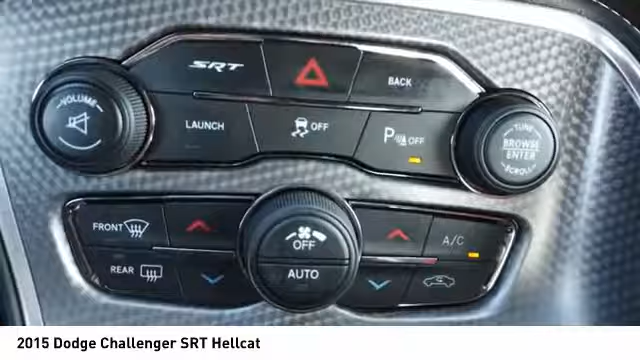 SRT
BACK
VOLUME
LAUNCH
OFF
P OFF
TUNE
BROWSE
ENTER
SCROLL
FRONT
OFF
A/C
REAR
AUTO
2015 Dodge Challenger SRT Hellcat